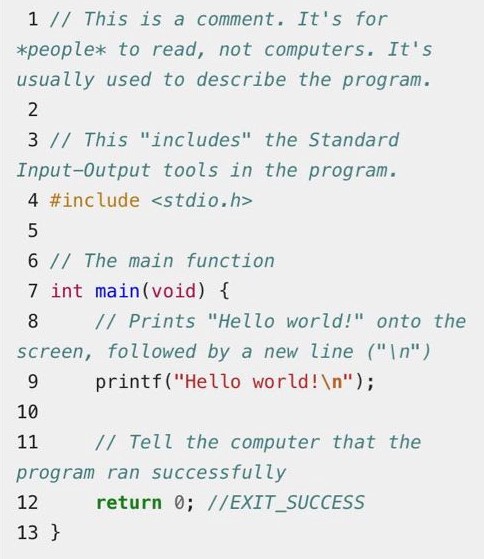 1 // This is a comment. It's for
*people* to read, not computers. It's
usually used to describe the program.
2
3 // This "includes" the Standard
Input-Output tools in the program.
4 #include <stdio.h>
5
6 // The main function
7 int main(void) {
8     // Prints "Hello world!" onto the
screen, followed by a new line ("\n")
9     printf("Hello world!\n");
10
11     // Tell the computer that the
program ran successfully
12     return 0; //EXIT_SUCCESS
13 }